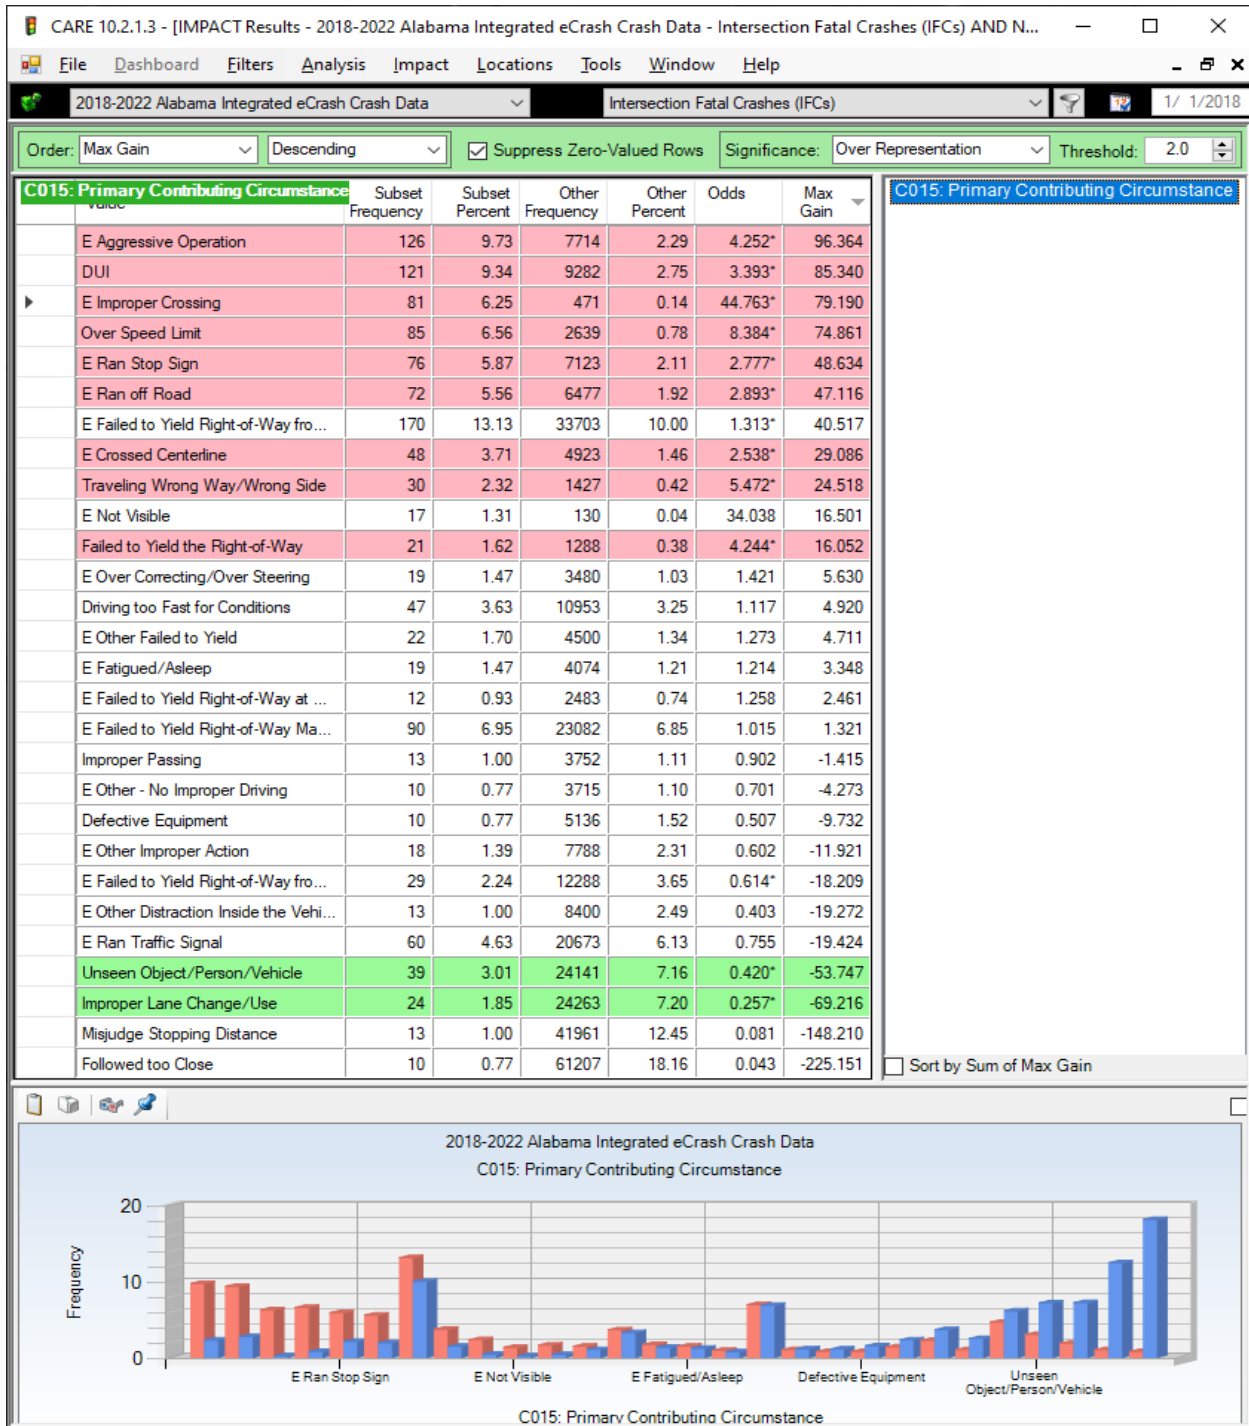 CARE 10.2.1.3 - [IMPACT Results - 2018-2022 Alabama Integrated eCrash Crash Data - Intersection Fatal Crashes (IFCs) AND N...
File Dashboard Filters Analysis Impact Locations Tools Window Help
2018-2022 Alabama Integrated eCrash Crash Data Intersection Fatal Crashes (IFCs) 1/ 1/2018
Order: Max Gain Descending Suppress Zero-Valued Rows Significance: Over Representation Threshold: 2.0
C015: Primary Contributing Circumstance Subset Frequency Subset Percent Other Frequency Other Percent Odds Max Gain
E Aggressive Operation 126 9.73 7714 2.29 4.252* 96.364
DUI 121 9.34 9282 2.75 3.393* 85.340
E Improper Crossing 81 6.25 471 0.14 44.763* 79.190
Over Speed Limit 85 6.56 2639 0.78 8.384* 74.861
E Ran Stop Sign 76 5.87 7123 2.11 2.777* 48.634
E Ran off Road 72 5.56 6477 1.92 2.893* 47.116
E Failed to Yield Right-of-Way fro... 170 13.13 33703 10.00 1.313* 40.517
E Crossed Centerline 48 3.71 4923 1.46 2.538* 29.086
Traveling Wrong Way/Wrong Side 30 2.32 1427 0.42 5.472* 24.518
E Not Visible 17 1.31 130 0.04 34.038 16.501
Failed to Yield the Right-of-Way 21 1.62 1288 0.38 4.244* 16.052
E Over Correcting/Over Steering 19 1.47 3480 1.03 1.421 5.630
Driving too Fast for Conditions 47 3.63 10953 3.25 1.117 4.920
E Other Failed to Yield 22 1.70 4500 1.34 1.273 4.711
E Fatigued/Asleep 19 1.47 4074 1.21 1.214 3.348
E Failed to Yield Right-of-Way at ... 12 0.93 2483 0.74 1.258 2.461
E Failed to Yield Right-of-Way Ma... 90 6.95 23082 6.85 1.015 1.321
Improper Passing 13 1.00 3752 1.11 0.902 -1.415
E Other - No Improper Driving 10 0.77 3715 1.10 0.701 -4.273
Defective Equipment 10 0.77 5136 1.52 0.507 -9.732
E Other Improper Action 18 1.39 7788 2.31 0.602 -11.921
E Failed to Yield Right-of-Way fro... 29 2.24 12288 3.65 0.614* -18.209
E Other Distraction Inside the Vehi... 13 1.00 8400 2.49 0.403 -19.272
E Ran Traffic Signal 60 4.63 20673 6.13 0.755 -19.424
Unseen Object/Person/Vehicle 39 3.01 24141 7.16 0.420* -53.747
Improper Lane Change/Use 24 1.85 24263 7.20 0.257* -69.216
Misjudge Stopping Distance 13 1.00 41961 12.45 0.081 -148.210
Followed too Close 10 0.77 61207 18.16 0.043 -225.151
C015: Primary Contributing Circumstance
Sort by Sum of Max Gain
2018-2022 Alabama Integrated eCrash Crash Data
C015: Primary Contributing Circumstance
20
10
0
Frequency
E Ran Stop Sign E Not Visible E Fatigued/Asleep Defective Equipment Unseen Object/Person/Vehicle
C015: Primary Contributing Circumstance